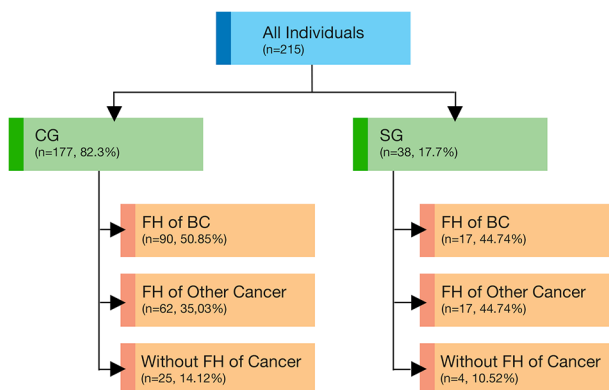 All Individuals
(n=215)
CG
(n=177, 82.3%)
SG
(n=38, 17.7%)
FH of BC
(n=90, 50.85%)
FH of Other Cancer
(n=62, 35,03%)
Without FH of Cancer
(n=25, 14.12%)
FH of BC
(n=17, 44.74%)
FH of Other Cancer
(n=17, 44.74%)
Without FH of Cancer
(n=4, 10.52%)